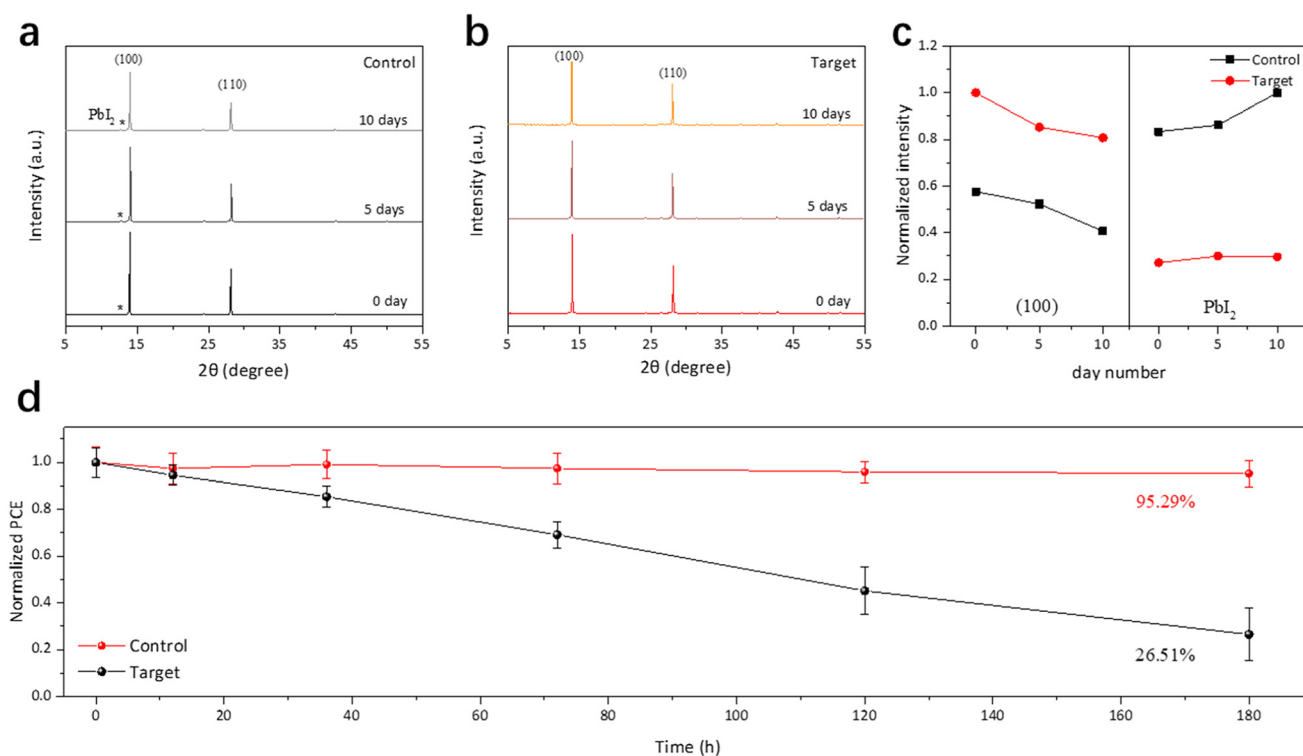 a
(100)
Control
(110)
PbI2
*
10 days
*
5 days
*
0 day
Intensity (a.u.)
5 15 25 35 45 55
2θ (degree)
b
(100)
Target
(110)
10 days
5 days
0 day
Intensity (a.u.)
5 15 25 35 45 55
2θ (degree)
c
1.2
1.0
0.8
0.6
0.4
0.2
0.0
Normalized intensity
Control
Target
(100)
PbI2
0 5 10 0 5 10
day number
d
1.0
0.8
0.6
0.4
0.2
0.0
Normalized PCE
95.29%
26.51%
Control
Target
0 20 40 60 80 100 120 140 160 180
Time (h)